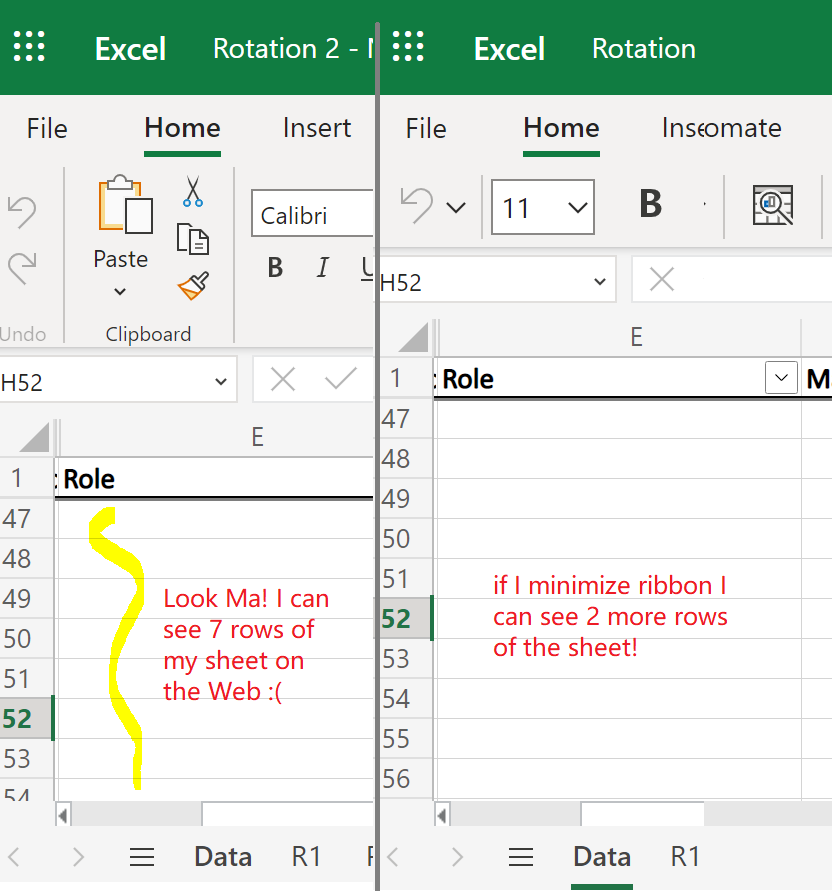 Excel Rotation 2 -
File Home Insert
Calibri
Paste
B I U
Undo Clipboard
H52
E
1 Role
47
48
49
50
51
52
53
54
Look Ma! I can
see 7 rows of
my sheet on
the Web :(
Data R1
Excel Rotation
File Home Inseomate
11 B
H52
E
1 Role
47
48
49
50
51
52
53
54
55
56
if I minimize ribbon I
can see 2 more rows
of the sheet!
Data R1